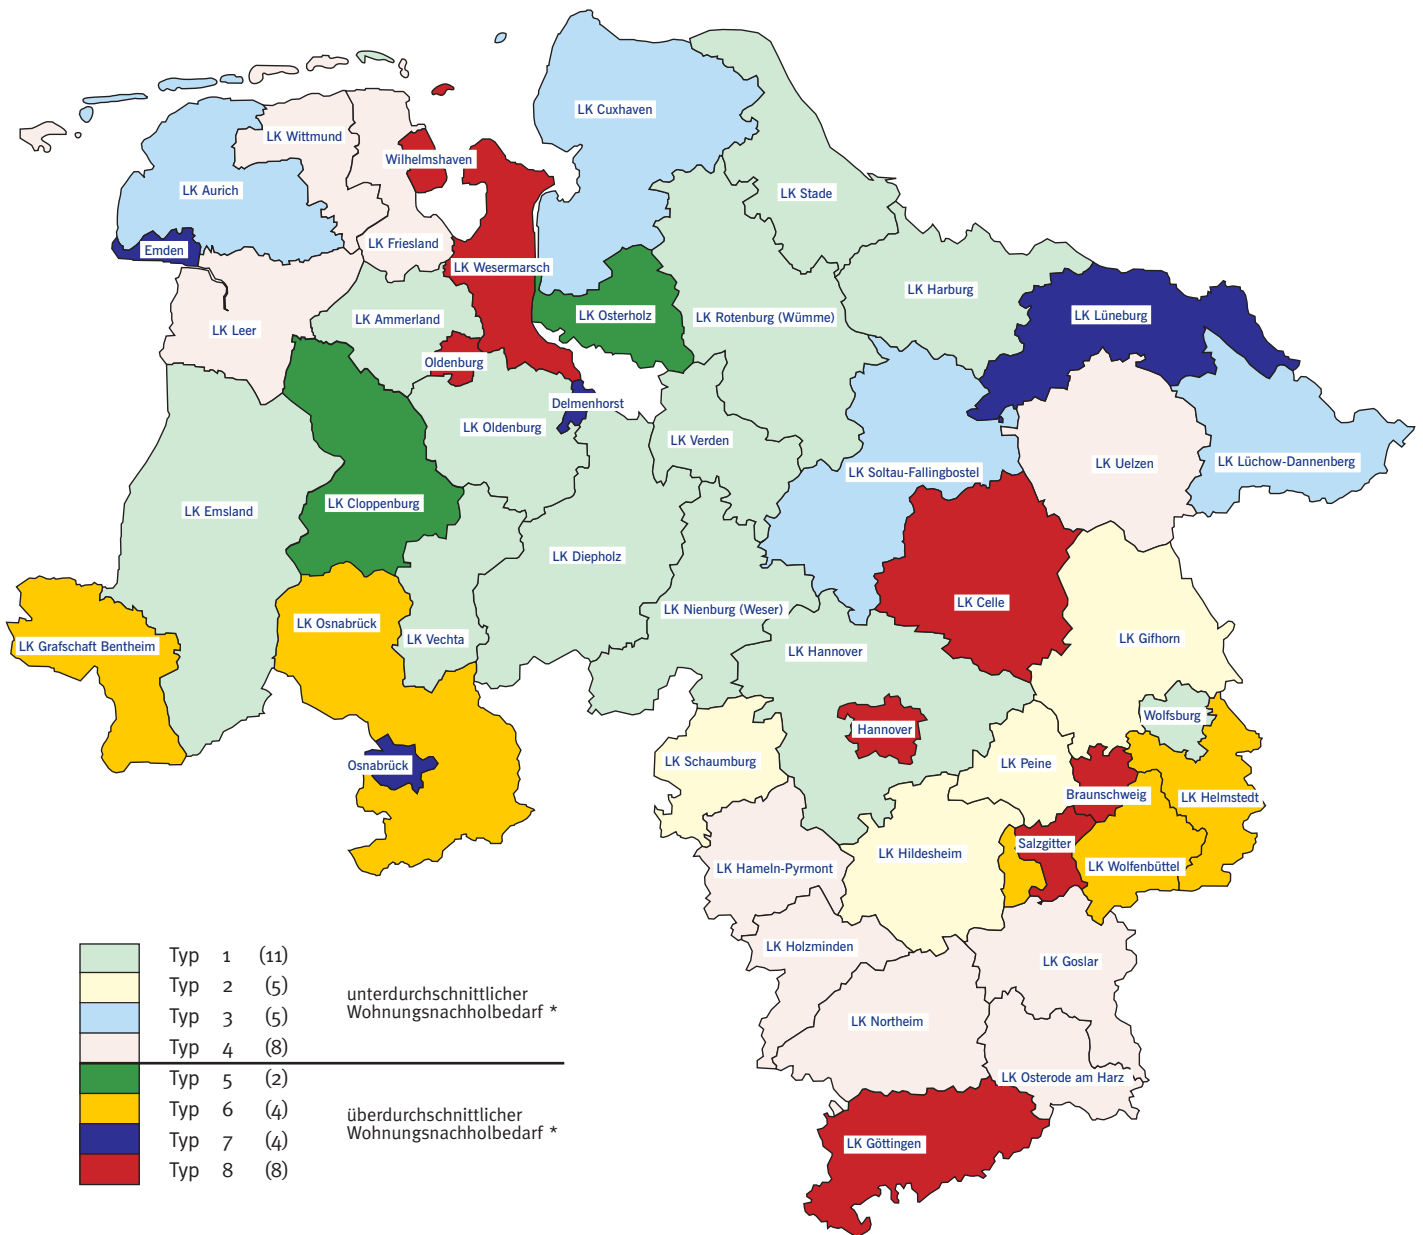 LK Cuxhaven
LK Wittmund
Wilhelmshaven
LK Aurich
LK Stade
LK Friesland
Emden
LK Wesermarsch
LK Harburg
LK Osterholz
LK Lüneburg
LK Ammerland
LK Rotenburg (Wümme)
LK Leer
Oldenburg
Delmenhorst
LK Oldenburg
LK Verden
LK Uelzen
LK Lüchow-Dannenberg
LK Soltau-Fallingbostel
LK Cloppenburg
LK Emsland
LK Diepholz
LK Celle
LK Nienburg (Weser)
LK Osnabrück
LK Vechta
LK Gifhorn
LK Grafschaft Bentheim
LK Hannover
Wolfsburg
Hannover
LK Schaumburg
LK Peine
Osnabrück
Braunschweig
LK Helmstedt
Salzgitter
LK Hildesheim
LK Hameln-Pyrmont
LK Wolfenbüttel
LK Holzminden
LK Goslar
LK Northeim
LK Osterode am Harz
LK Göttingen
Typ 1 (11)
Typ 2 (5)
Typ 3 (5)
Typ 4 (8)
unterdurchschnittlicher
Wohnungsnachholbedarf *
Typ 5 (2)
Typ 6 (4)
Typ 7 (4)
Typ 8 (8)
überdurchschnittlicher
Wohnungsnachholbedarf *